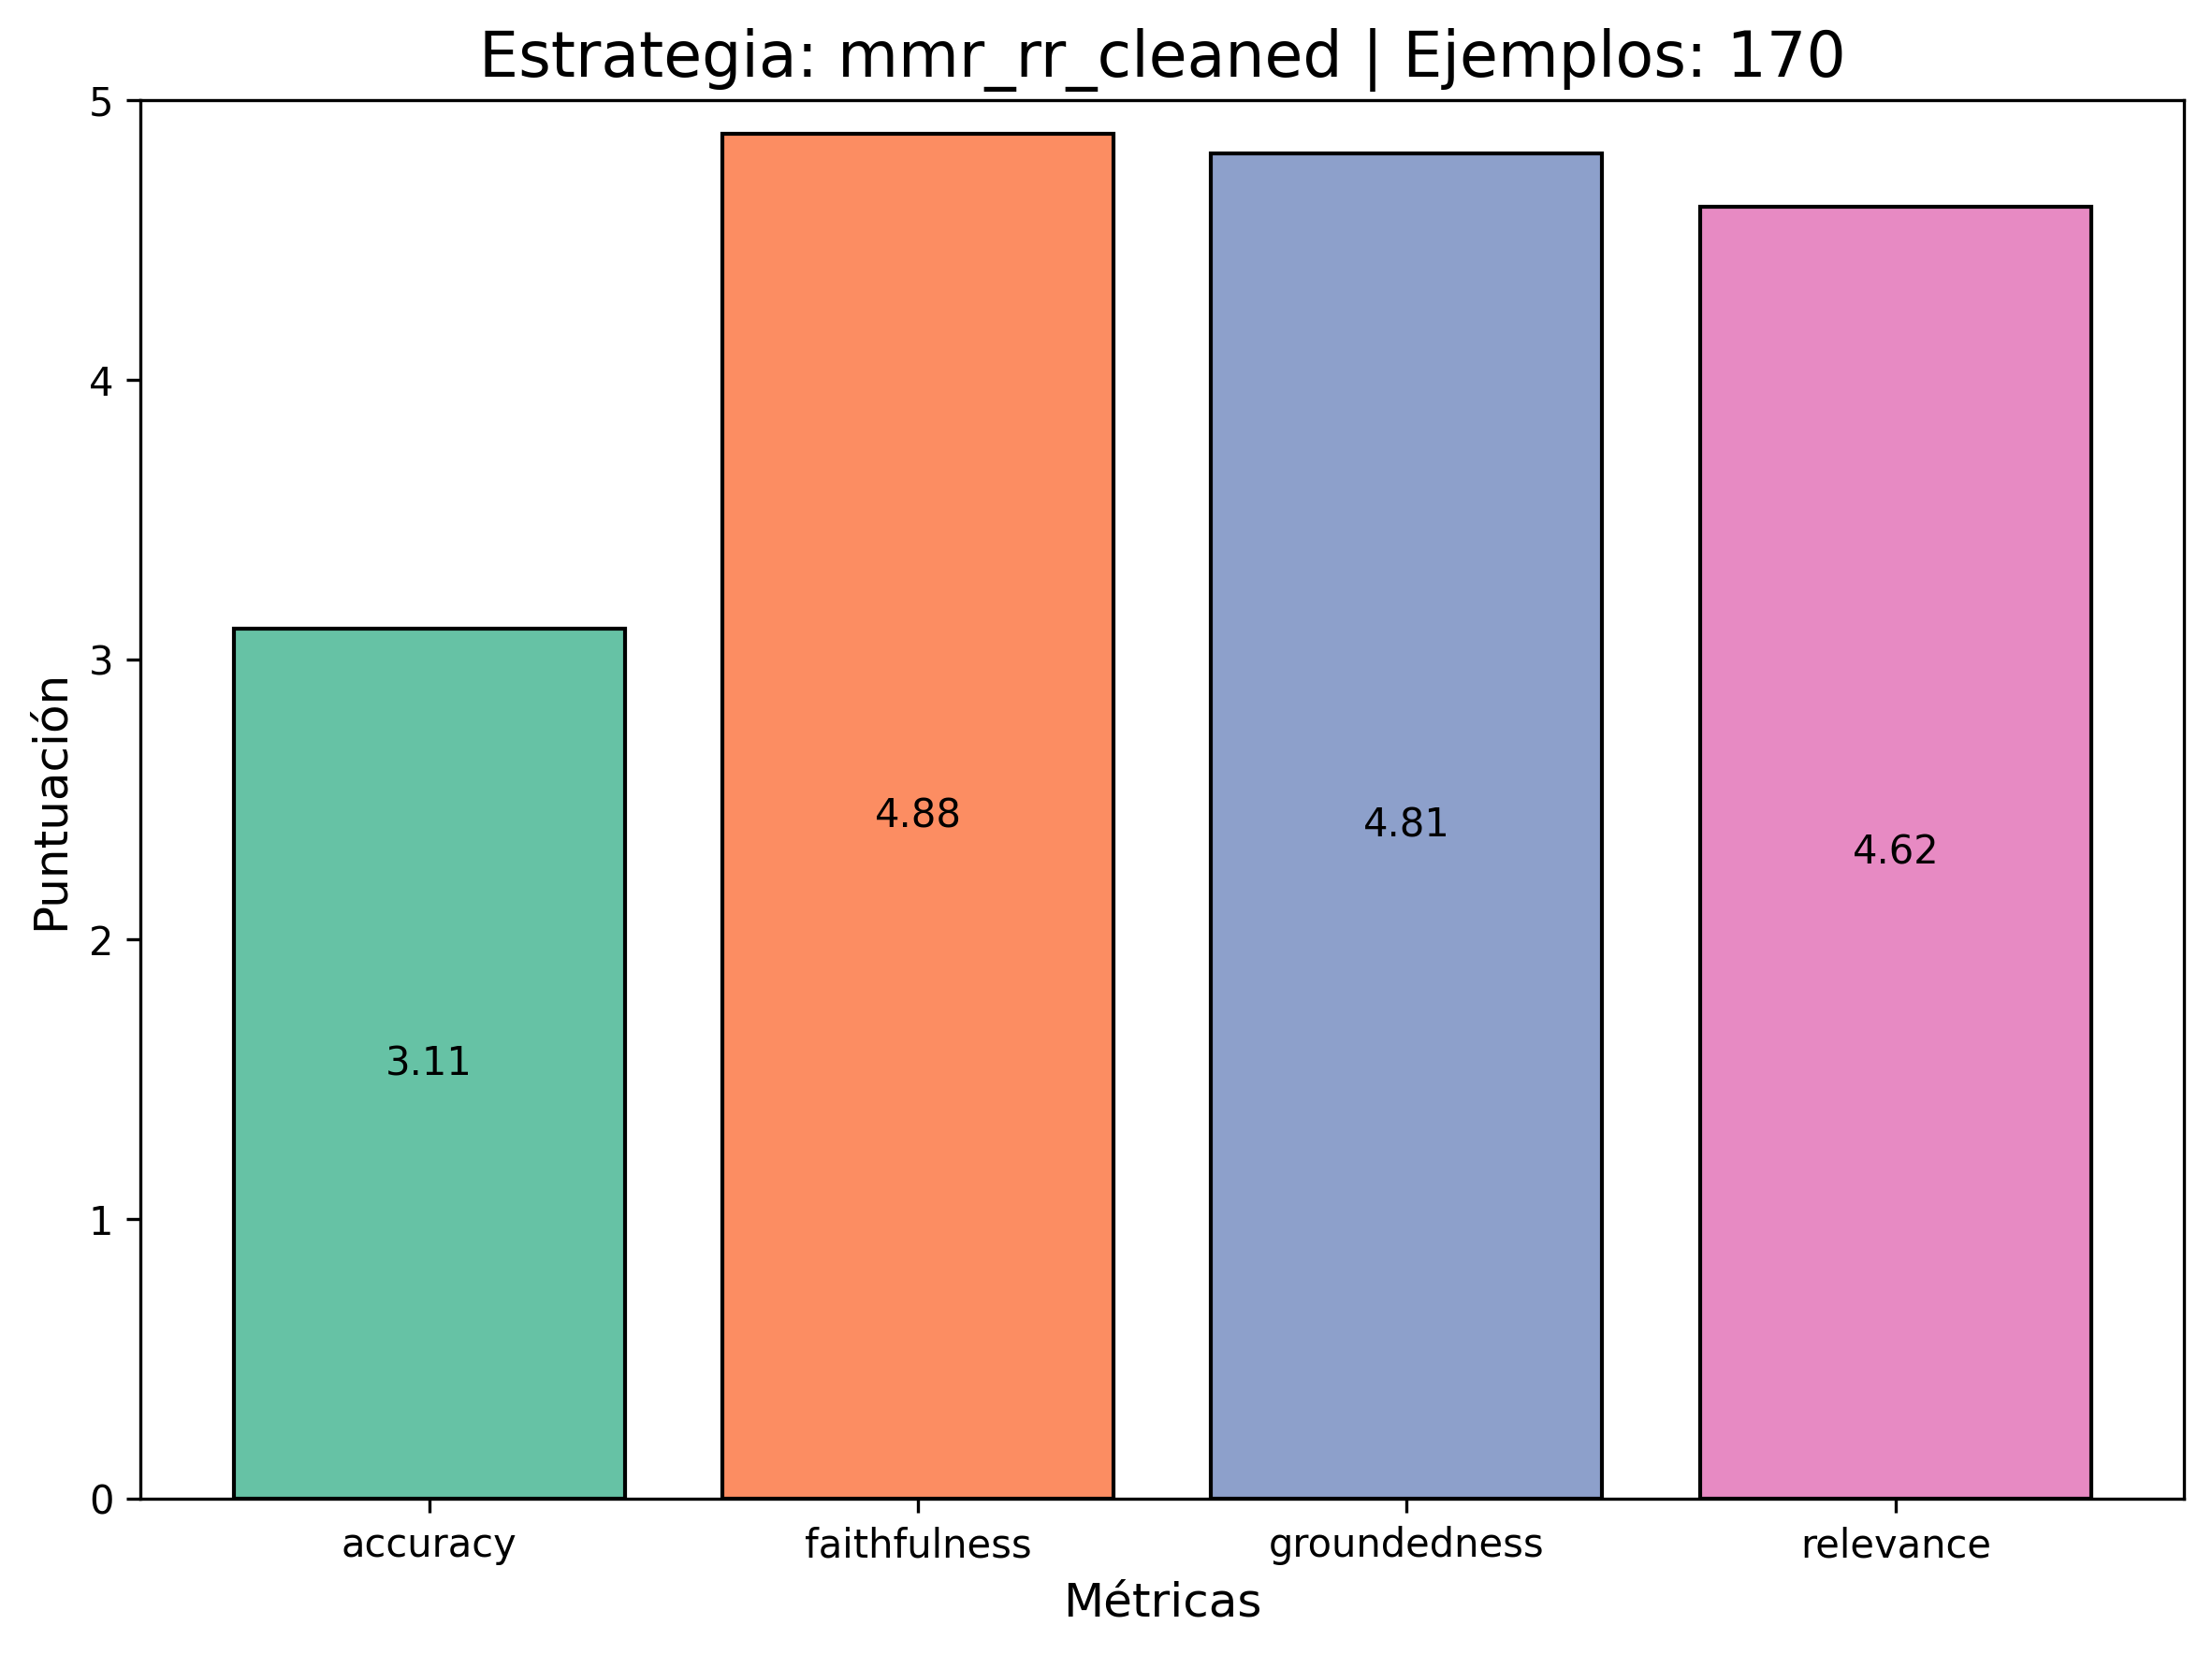 Estrategia: mmr_rr_cleaned | Ejemplos: 170
5
4
3
2
1
0
Puntuación
3.11
4.88
4.81
4.62
accuracy
faithfulness
groundedness
relevance
Métricas